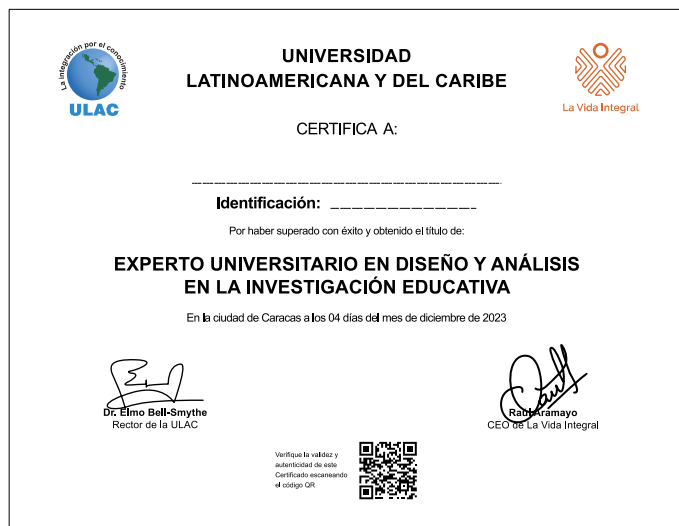 La integración por el conocimiento
ULAC
UNIVERSIDAD
LATINOAMERICANA Y DEL CARIBE
La Vida Integral
CERTIFICA A:
Identificación:
Por haber superado con éxito y obtenido el título de:
EXPERTO UNIVERSITARIO EN DISEÑO Y ANÁLISIS
EN LA INVESTIGACIÓN EDUCATIVA
En la ciudad de Caracas a los 04 días del mes de diciembre de 2023
Dr. Elmo Bell-Smythe
Rector de la ULAC
Raúl Aramayo
CEO de La Vida Integral
Verifique la validez y
autenticidad de este
Certificado escaneando
el código QR